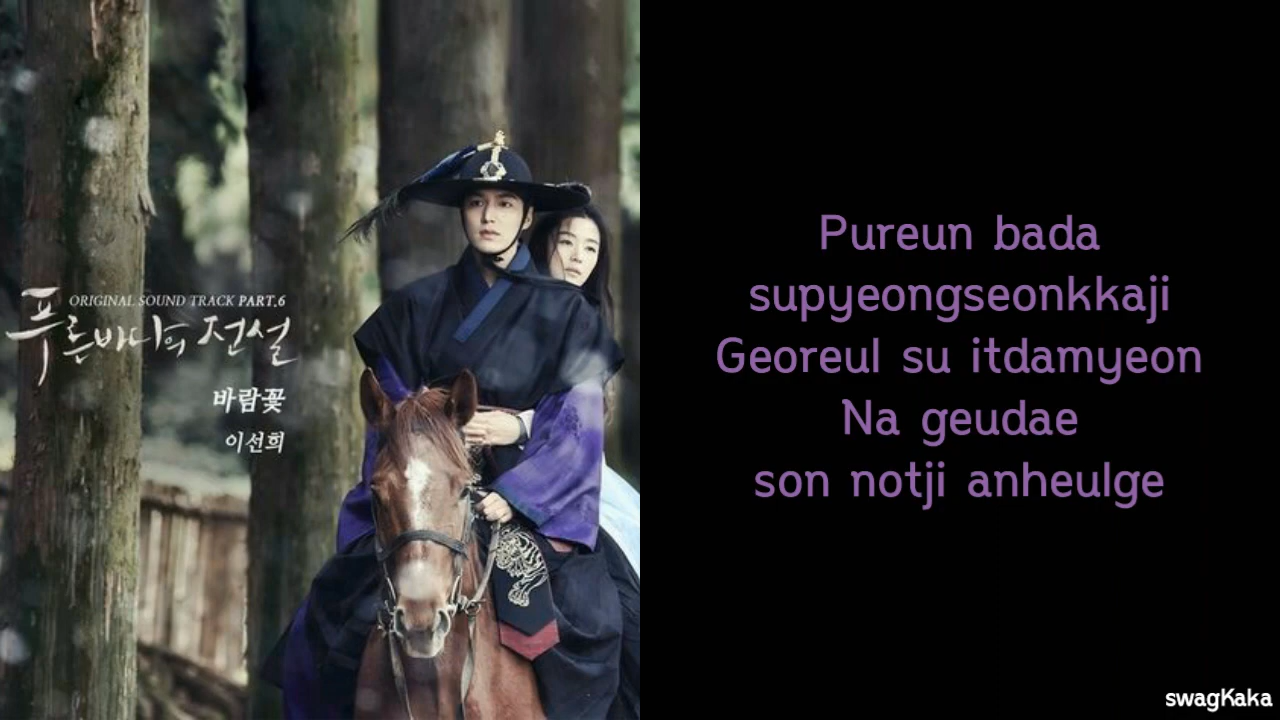 ORIGINAL SOUND TRACK PART.6
푸른바다의 전설
바람꽃
이선희
Pureun bada
supyeongseonkkaji
Georeul su itdamyeon
Na geudae
son notji anheulge
swagKaka